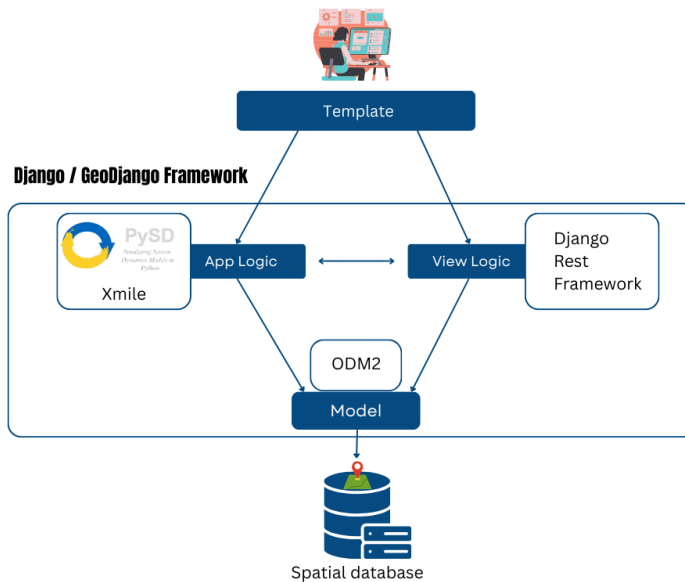 Template
Django / GeoDjango Framework
PySD
Simulating System
Dynamics Models in
Python
Xmile
App Logic
View Logic
Django
Rest
Framework
ODM2
Model
Spatial database